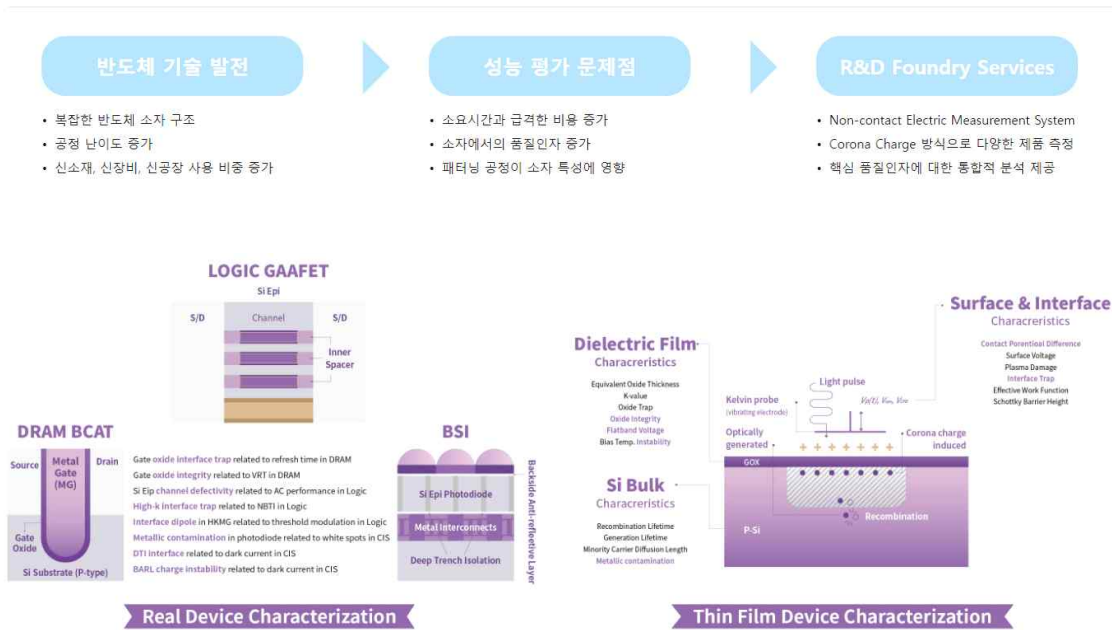 반도체 기술 발전
• 복잡한 반도체 소자 구조
• 공정 난이도 증가
• 신소재, 신장비, 신공장 사용 비중 증가
성능 평가 문제점
• 소요시간과 급격한 비용 증가
• 소자에서의 품질인자 증가
• 패터닝 공정이 소자 특성에 영향
R&D Foundry Services
• Non-contact Electric Measurement System
• Corona Charge 방식으로 다양한 제품 측정
• 핵심 품질인자에 대한 통합적 분석 제공
LOGIC GAAFET
Si Epi
S/D
Channel
S/D
Inner
Spacer
DRAM BCAT
Source
Metal
Gate
(MG)
Drain
Gate
Oxide
Si Substrate (P-type)
Gate oxide interface trap related to refresh time in DRAM
Gate oxide integrity related to VRT in DRAM
Si Eip channel defectivity related to AC performance in Logic
High-k interface trap related to NBTI in Logic
Interface dipole in HKMG related to threshold modulation in Logic
Metallic contamination in photodiode related to white spots in CIS
DTI interface related to dark current in CIS
BARL charge instability related to dark current in CIS
BSI
Si Epi Photodiode
Metal Interconnects
Deep Trench Isolation
Backside Anti-reflective Layer
Real Device Characterization
Dielectric Film
Characreristics
Equivalent Oxide Thickness
K-value
Oxide Trap
Oxide Integrity
Flatband Voltage
Bias Temp. Instability
Si Bulk
Characreristics
Recombination Lifetime
Generation Lifetime
Minority Carrier Diffusion Length
Metallic contamination
Surface & Interface
Characreristics
Contact Porentioal Difference
Surface Voltage
Plasma Damage
Interface Trap
Effective Work Function
Schottky Barrier Height
Light pulse
Kelvin probe
(vibrating electrode)
Optically
generated
Corona charge
induced
GOX
Recombination
P-Si
Thin Film Device Characterization